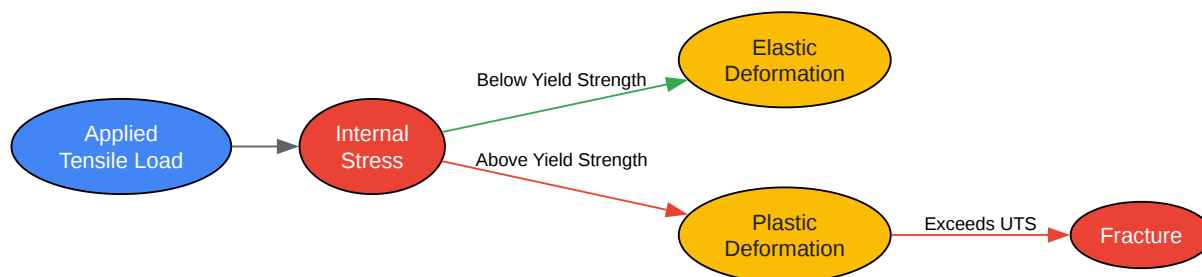 Applied
Tensile Load
Internal
Stress
Below Yield Strength
Elastic
Deformation
Above Yield Strength
Plastic
Deformation
Exceeds UTS
Fracture